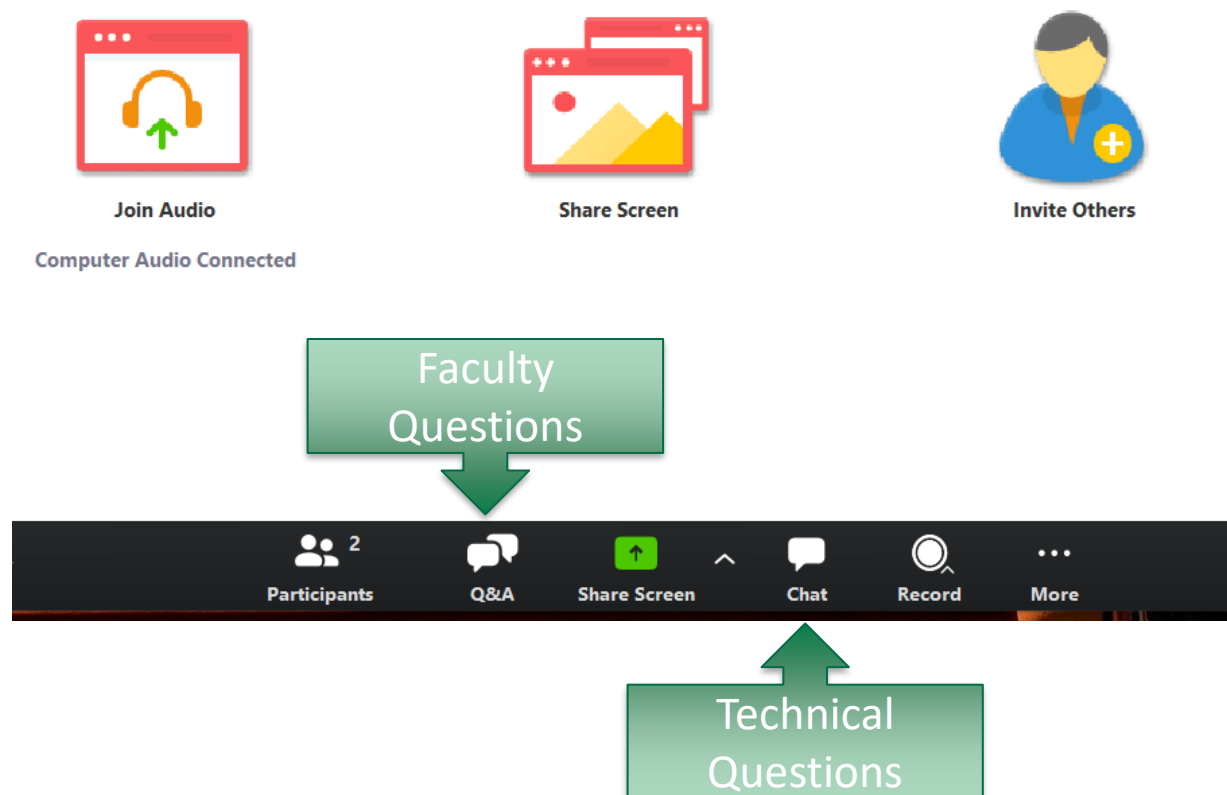 Join Audio
Share Screen
Invite Others
Computer Audio Connected
Faculty
Questions
2
Participants
Q&A
Share Screen
Chat
Record
More
Technical
Questions